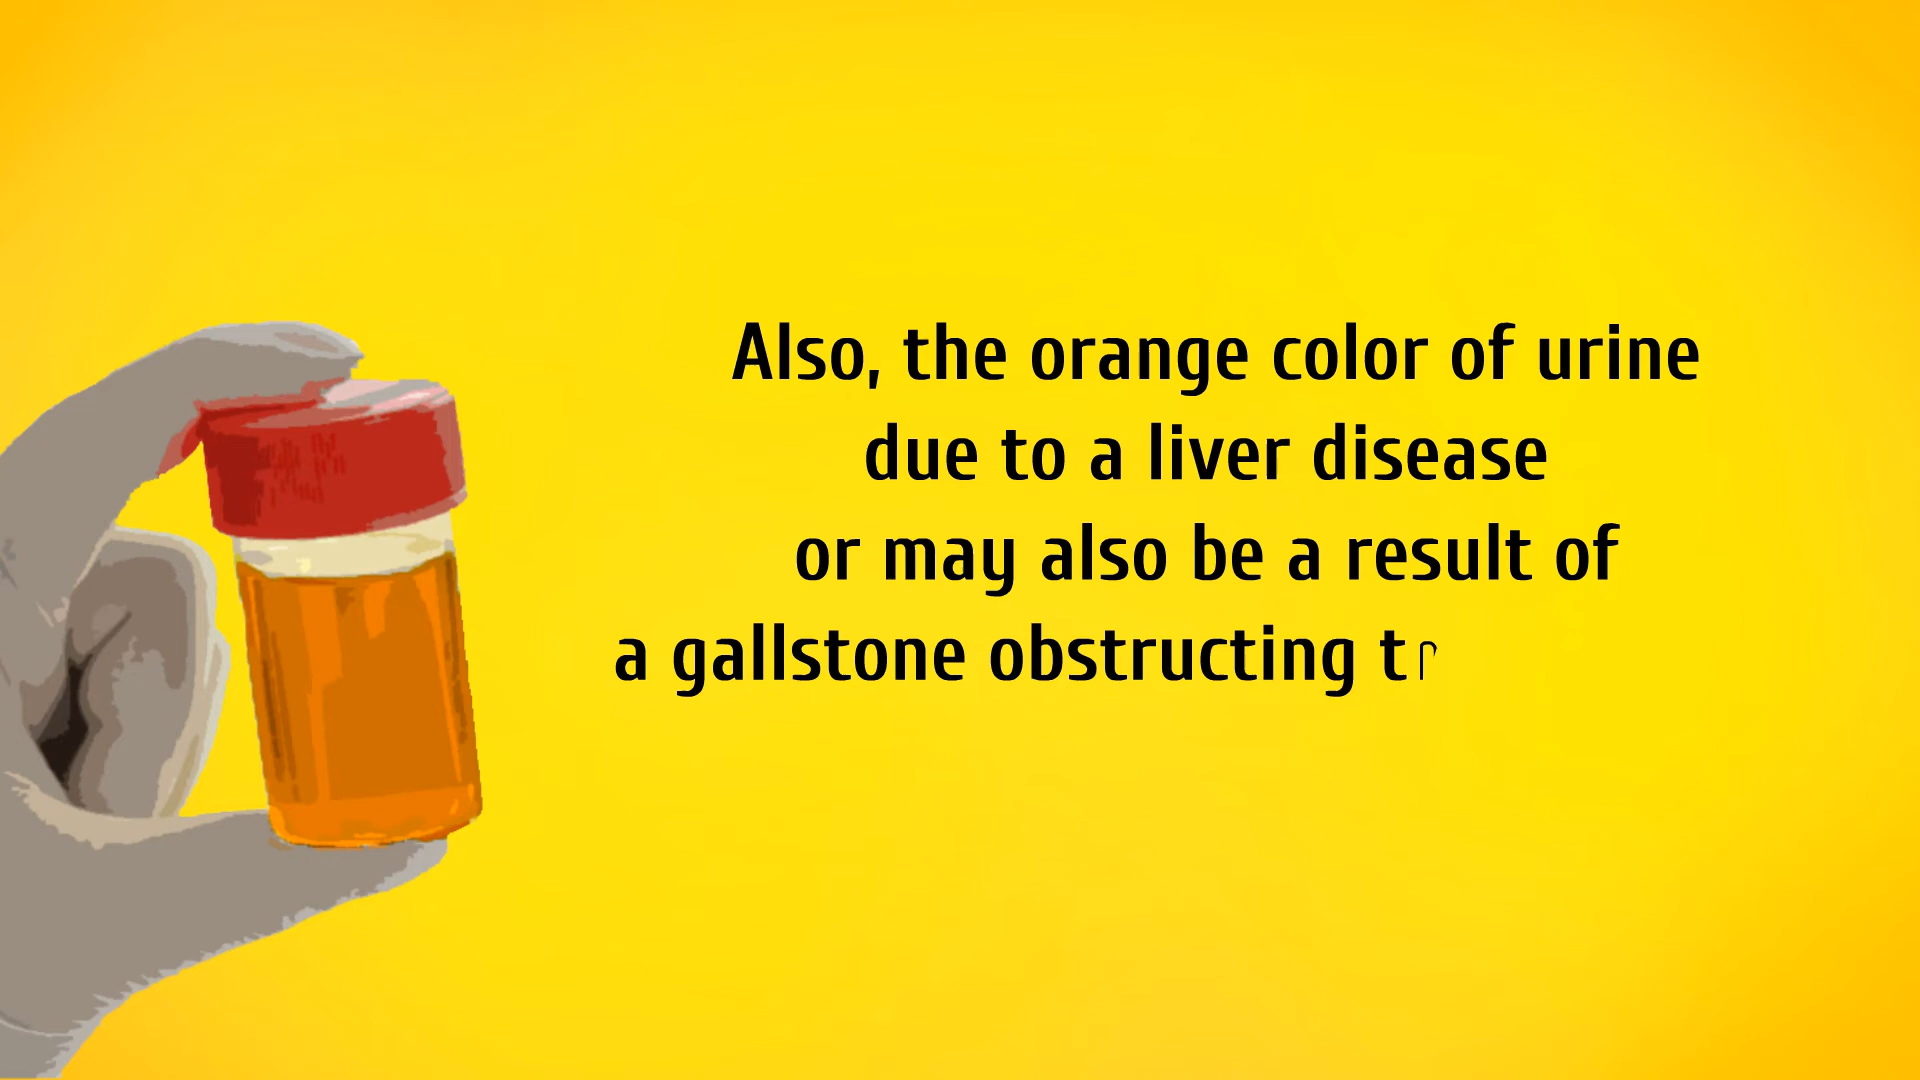 Also, the orange color of urine
due to a liver disease
or may also be a result of
a gallstone obstructing